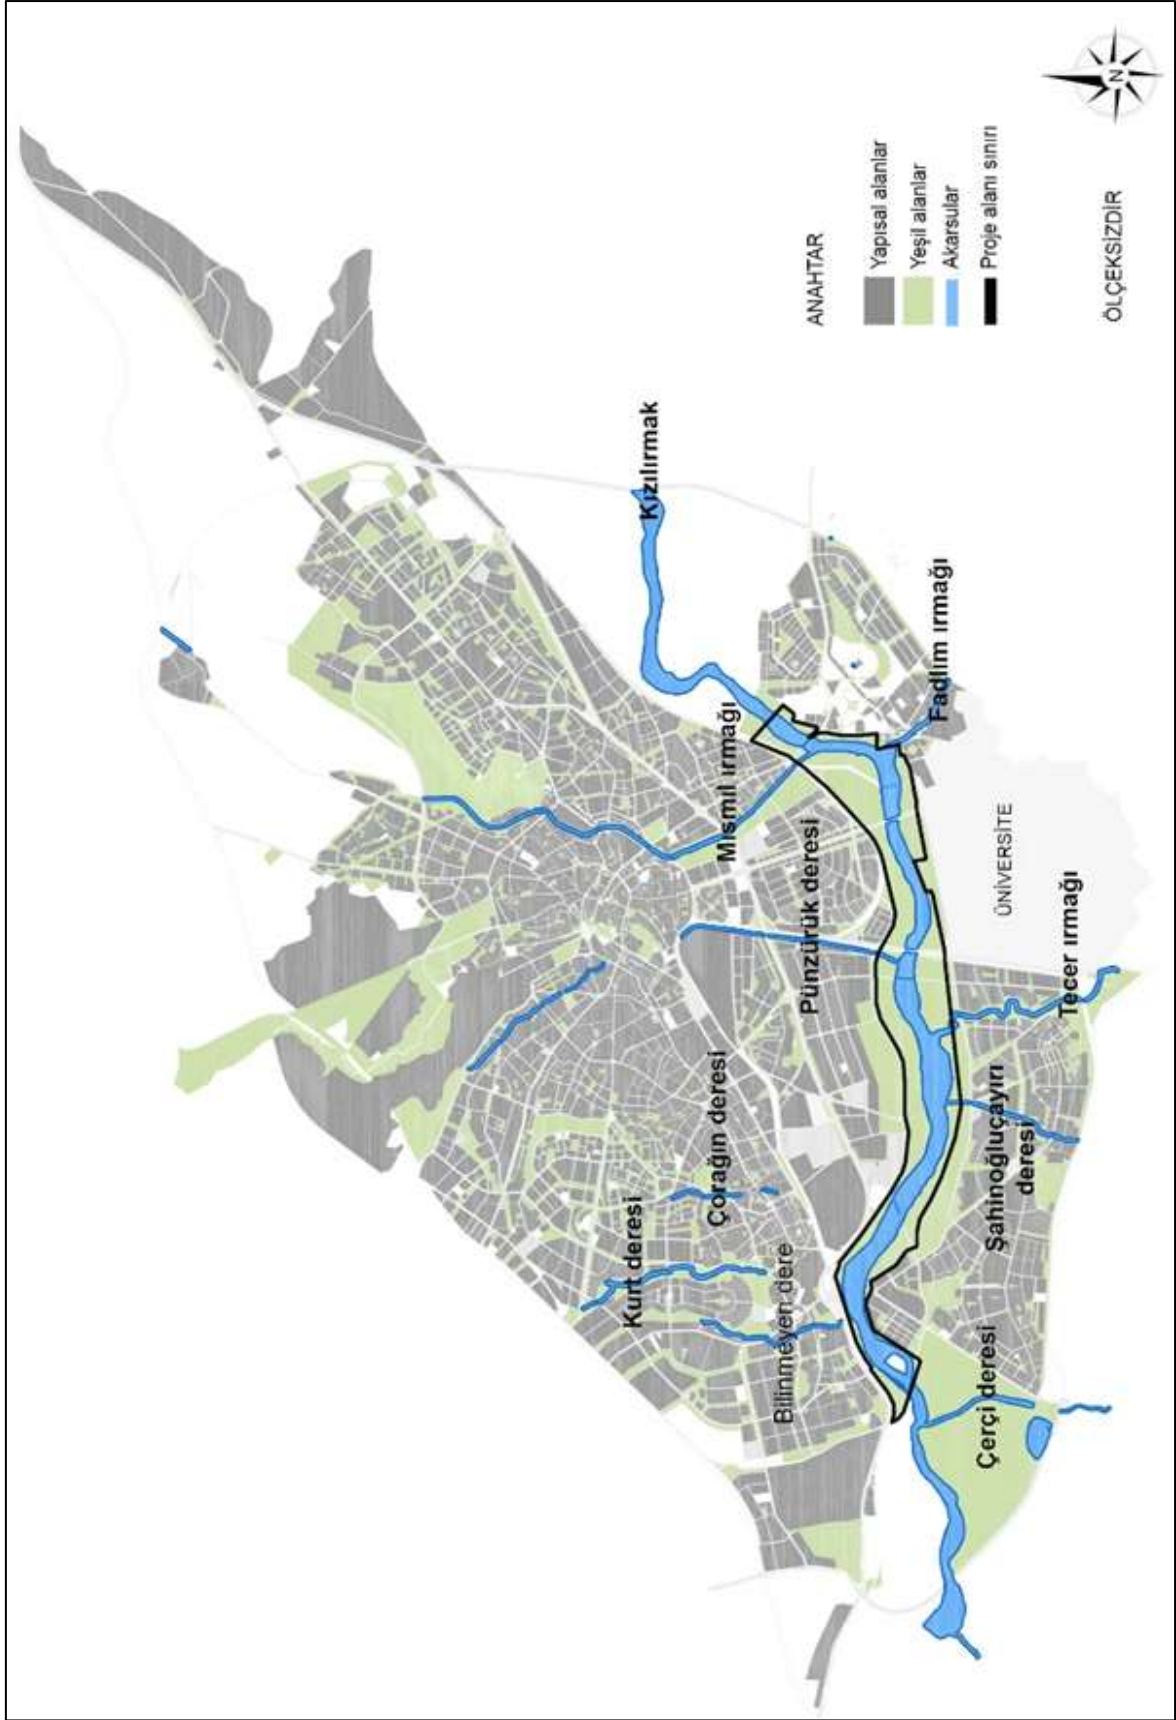 Kızılırmak
Mısmıl ırmağı
Fadlım ırmağı
Pünzürük deresi
ÜNİVERSİTE
Tecer ırmağı
Çorağın deresi
Kurt deresi
Bilinmeyen dere
Şahinoğluçayırı
deresi
Çerçi deresi
ANAHTAR
Yapısal alanlar
Yeşil alanlar
Akarsular
Proje alanı sınırı
ÖLÇEKSİZDİR
N